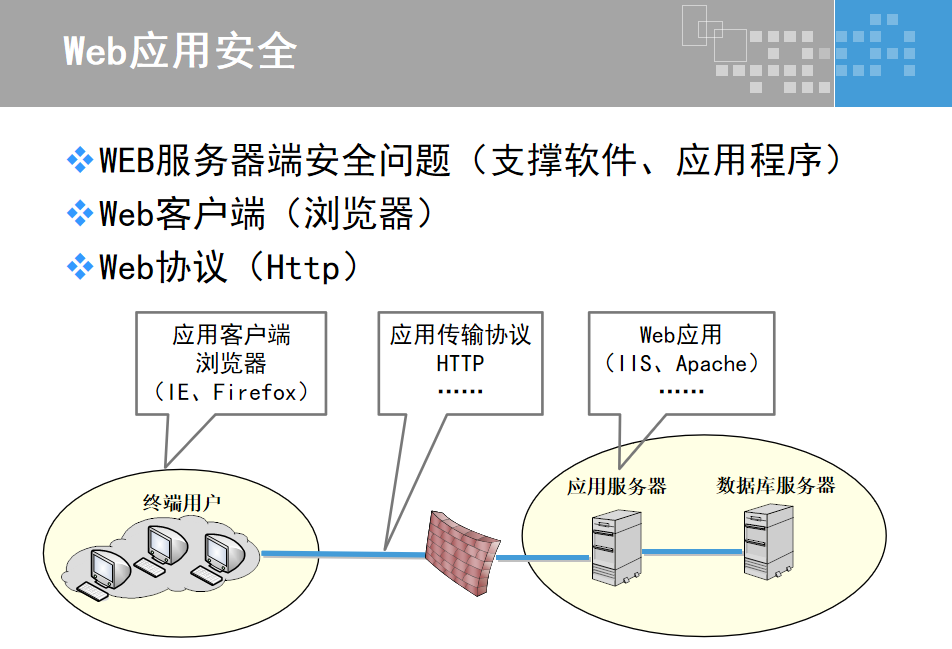 Web应用安全
WEB服务器端安全问题（支撑软件、应用程序）
Web客户端（浏览器）
Web协议（Http）
应用客户端
浏览器
（IE、Firefox）
应用传输协议
HTTP
……
Web应用
（IIS、Apache）
……
终端用户
应用服务器
数据库服务器